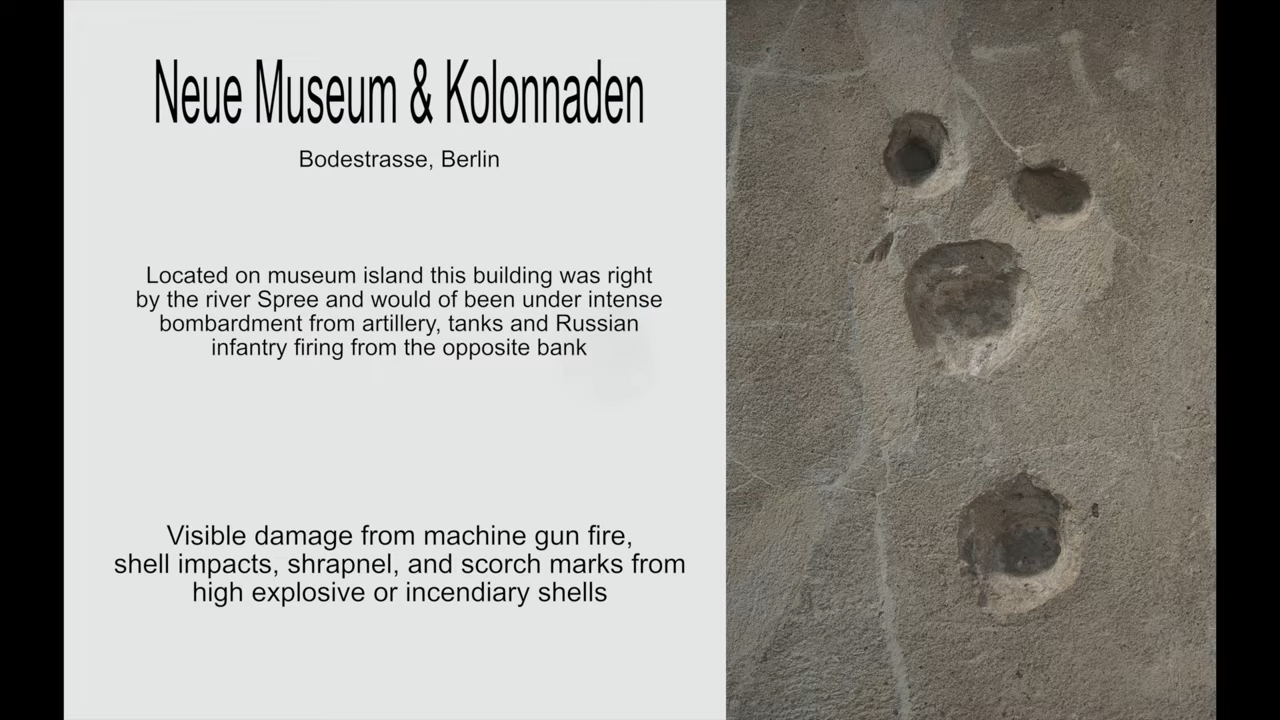 Neue Museum & Kolonnaden
Bodestrasse, Berlin
Located on museum island this building was right
by the river Spree and would of been under intense
bombardment from artillery, tanks and Russian
infantry firing from the opposite bank
Visible damage from machine gun fire,
shell impacts, shrapnel, and scorch marks from
high explosive or incendiary shells